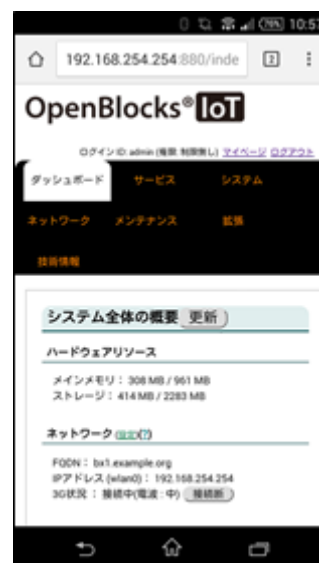 10:57
192.168.254.254:880/inde
2
OpenBlocks® IoT
ログインID: admin (権限: 制限無し) マイページ ログアウト
ダッシュボード サービス システム
ネットワーク メンテナンス 拡張
技術情報
システム全体の概要 更新
ハードウェアリソース
メインメモリ : 308 MB / 961 MB
ストレージ : 414 MB / 2283 MB
ネットワーク (設定)(?)
FQDN : bx1.example.org
IPアドレス (wlan0) : 192.168.254.254
3G状況 : 接続中(電波 : 中) 接続断